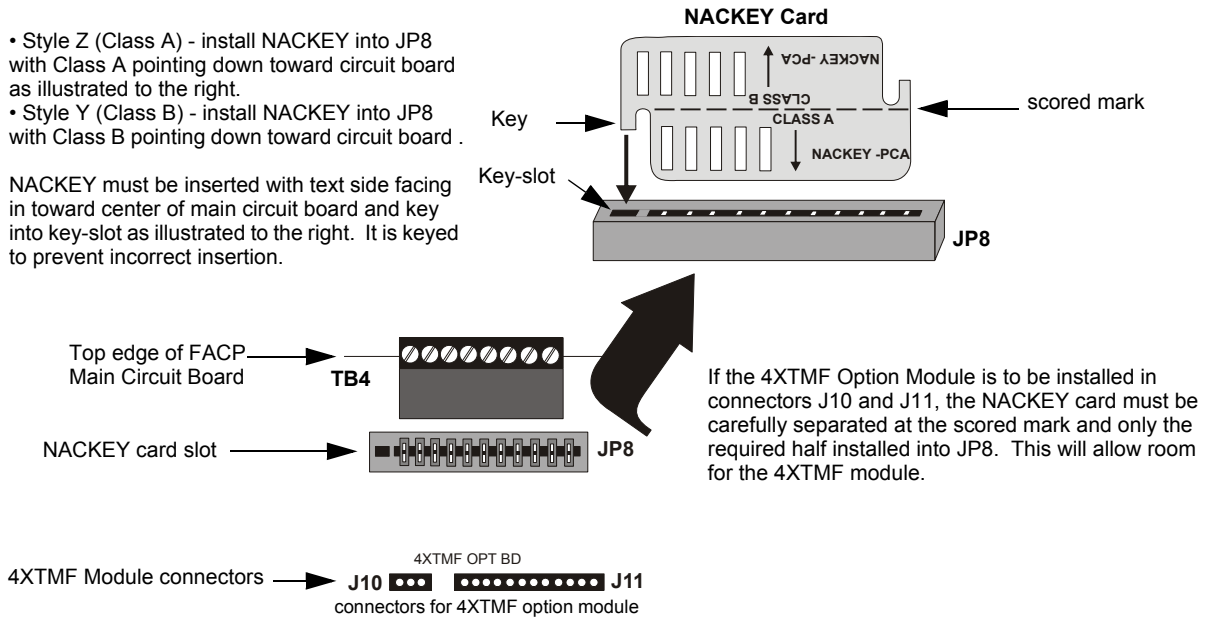 NACKEY Card
• Style Z (Class A) - install NACKEY into JP8
with Class A pointing down toward circuit board
as illustrated to the right.
• Style Y (Class B) - install NACKEY into JP8
with Class B pointing down toward circuit board .
NACKEY must be inserted with text side facing
in toward center of main circuit board and key
into key-slot as illustrated to the right. It is keyed
to prevent incorrect insertion.
NACKEY -PCA
CLASS B
CLASS A
NACKEY -PCA
scored mark
Key
Key-slot
JP8
Top edge of FACP
Main Circuit Board
TB4
NACKEY card slot
JP8
If the 4XTMF Option Module is to be installed in
connectors J10 and J11, the NACKEY card must be
carefully separated at the scored mark and only the
required half installed into JP8. This will allow room
for the 4XTMF module.
4XTMF OPT BD
4XTMF Module connectors
J10
J11
connectors for 4XTMF option module